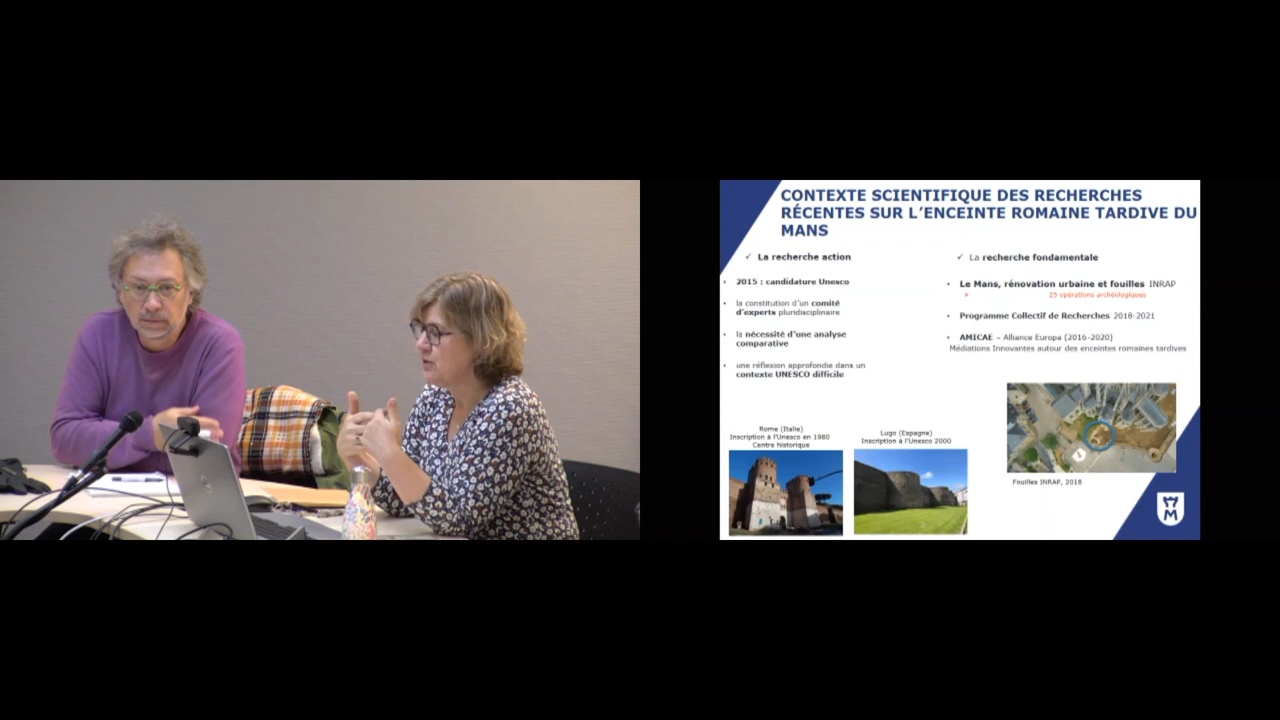 CONTEXTE SCIENTIFIQUE DES RECHERCHES
RÉCENTES SUR L'ENCEINTE ROMAINE TARDIVE DU
MANS
✓ La recherche action
• 2015 : candidature Unesco
• la constitution d'un comité
d'experts pluridisciplinaire
• la nécessité d'une analyse
comparative
• une réflexion approfondie dans un
contexte UNESCO difficile
Rome (Italie)
Inscription à l'Unesco en 1980
Centre historique
Lugo (Espagne)
Inscription à l'Unesco 2000
✓ La recherche fondamentale
• Le Mans, rénovation urbaine et fouilles INRAP
➢ 25 opérations archéologiques
• Programme Collectif de Recherches 2018-2021
• AMICAE – Alliance Europa (2016-2020)
Médiations Innovantes autour des enceintes romaines tardives
Fouilles INRAP, 2018
M